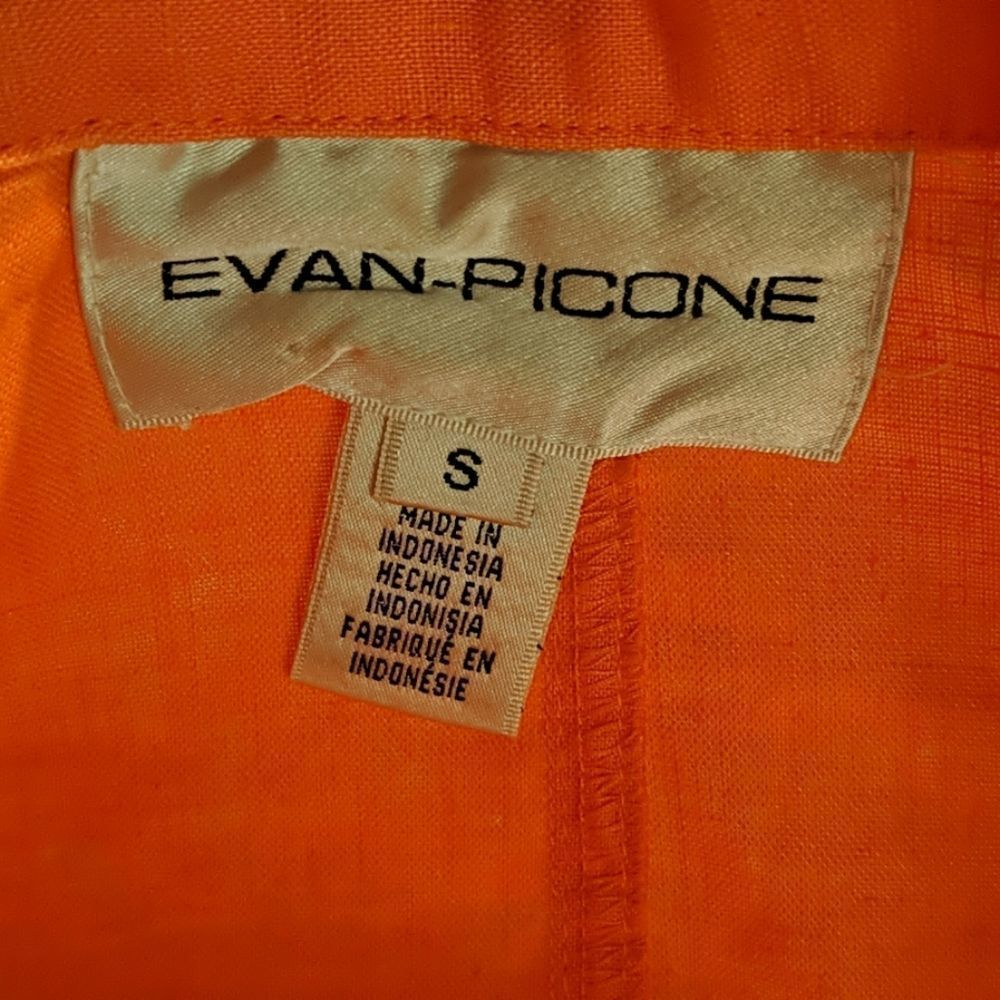 EVAN-PICONE
S
MADE IN
INDONESIA
HECHO EN
INDONISIA
FABRIQUÉ EN
INDONÉSIE